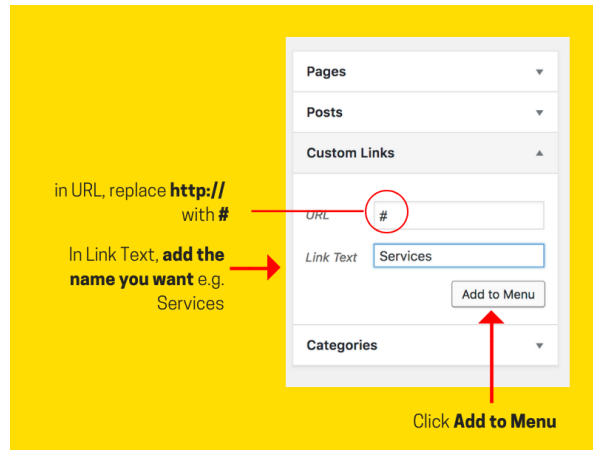 Pages
Posts
Custom Links
in URL, replace http://
with #
URL
#
In Link Text, add the
name you want e.g.
Services
Link Text
Services
Add to Menu
Categories
Click Add to Menu